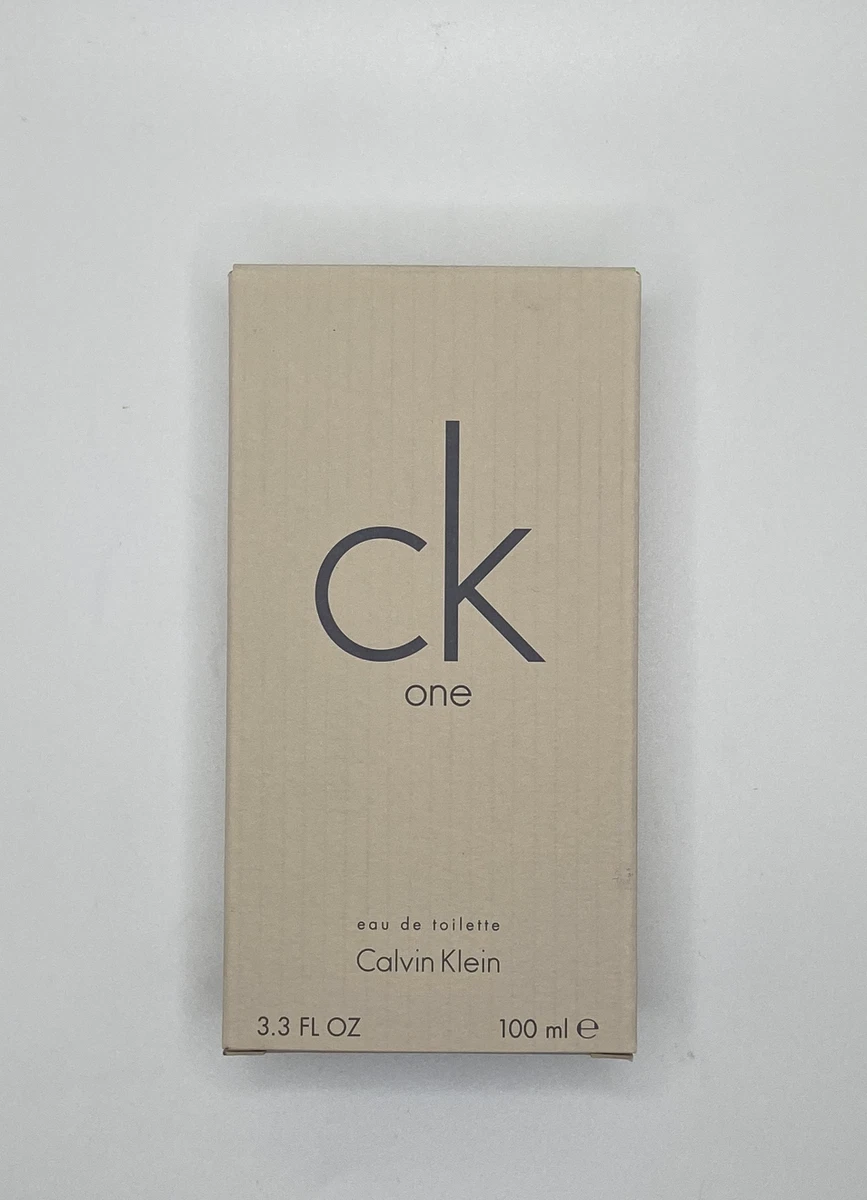 ck
one
eau de toilette
Calvin Klein
3.3 FL OZ 100 ml ℮